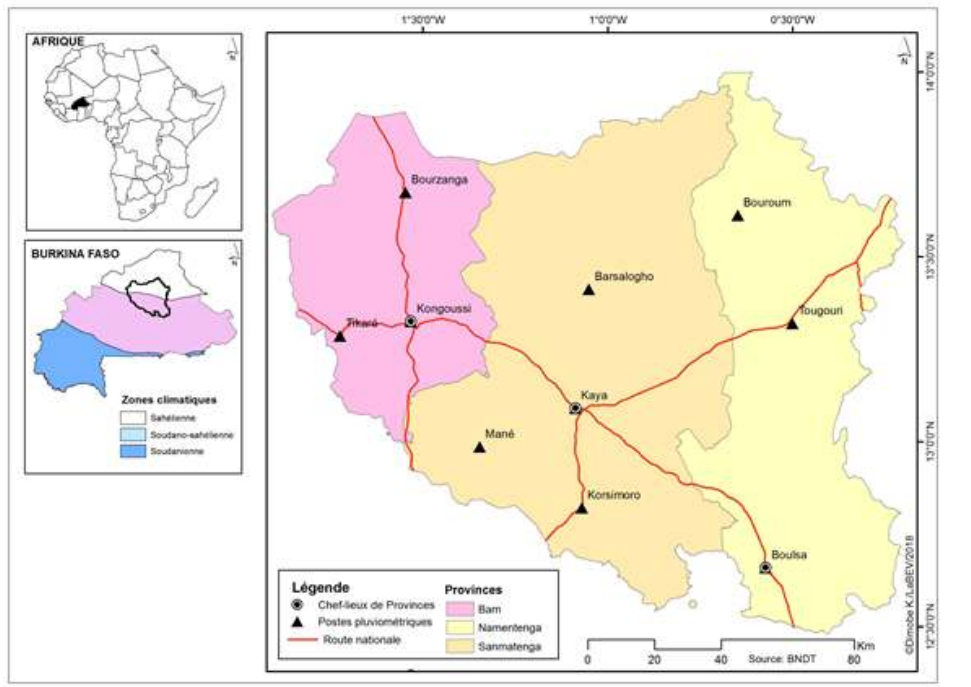 1°30'0"W
1°0'0"W
0°30'0"W
AFRIQUE
N
N
14°0'0"N
Bourzanga
Bouroum
BURKINA FASO
N
13°30'0"N
Barsalogho
Kongoussi
Tikaré
Tougouri
Kaya
Zones climatiques
Sahélienne
Soudano-sahélienne
Soudanienne
Mané
13°0'0"N
Korsimoro
Boulsa
Légende
Provinces
Chef-lieux de Provinces
Bam
Postes pluviométriques
Namentenga
Route nationale
Sanmatenga
Km
0 20 40 80
Source: BNDT
12°30'0"N
©Dimobe K./LaBEV/2018